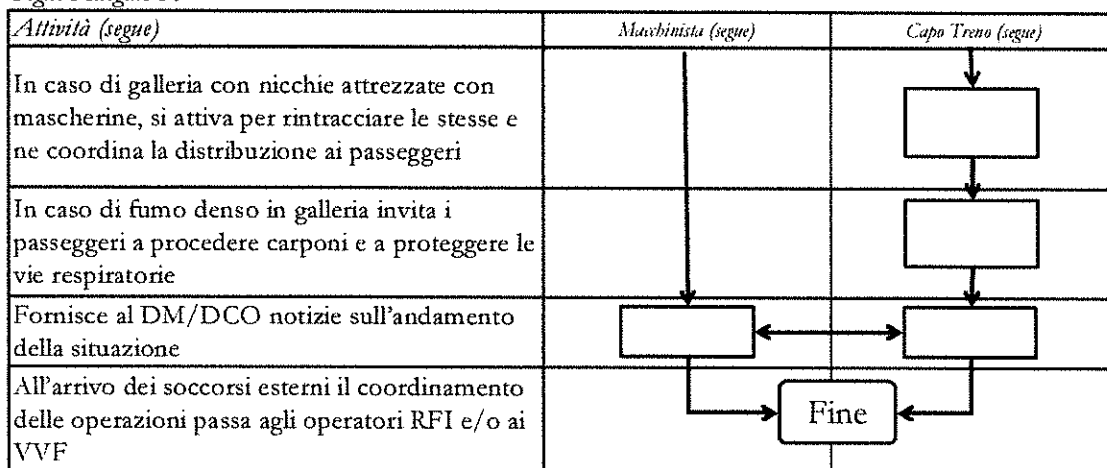 Attività (segue)
Macchinista (segue)
Capo Treno (segue)
In caso di galleria con nicchie attrezzate con
mascherine, si attiva per rintracciare le stesse e
ne coordina la distribuzione ai passeggeri
In caso di fumo denso in galleria invita i
passeggeri a procedere carponi e a proteggere le
vie respiratorie
Fornisce al DM/DCO notizie sull'andamento
della situazione
All'arrivo dei soccorsi esterni il coordinamento
delle operazioni passa agli operatori RFI e/o ai
VVF
Fine